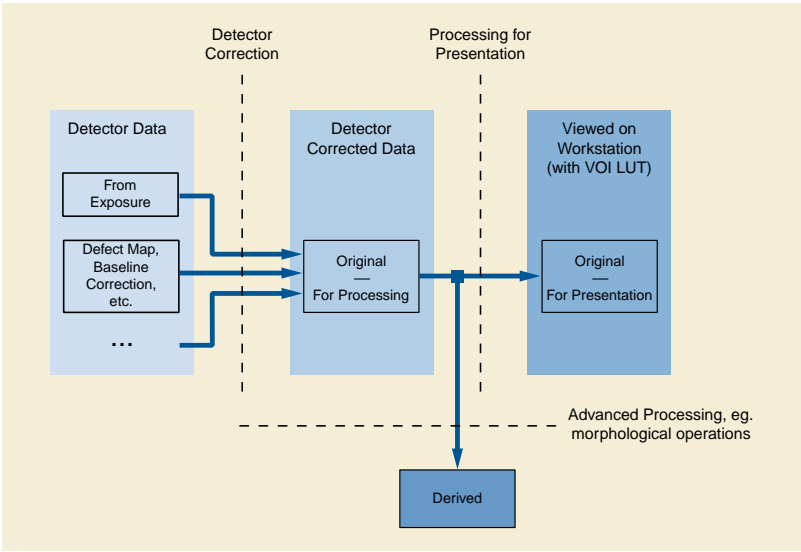 Detector
Correction
Processing for
Presentation
Detector Data
Detector
Corrected Data
Viewed on
Workstation
(with VOI LUT)
From
Exposure
Defect Map,
Baseline
Correction,
etc.
...
Original
—
For Processing
Original
—
For Presentation
Advanced Processing, eg.
morphological operations
Derived